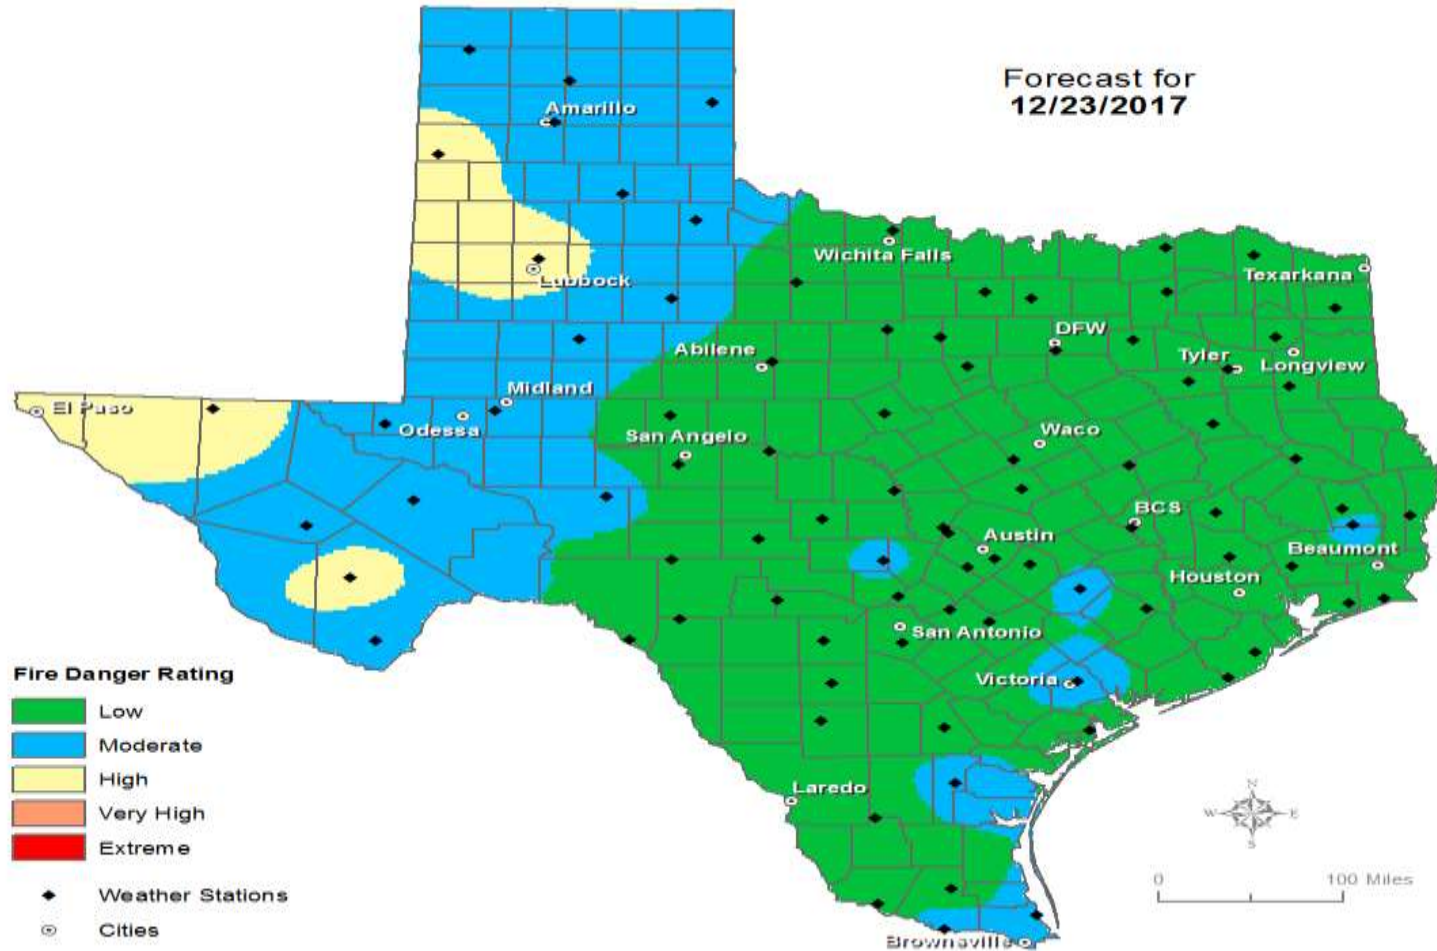 Forecast for
12/23/2017
Amarillo
Wichita Falls
Texarkana
Lubbock
DFW
Abilene
Tyler
Longview
Midland
El Paso
Odessa
San Angelo
Waco
BCS
Austin
Beaumont
Houston
San Antonio
Victoria
Laredo
Brownsville
Fire Danger Rating
Low
Moderate
High
Very High
Extreme
Weather Stations
Cities
N
W E
S
0 100 Miles